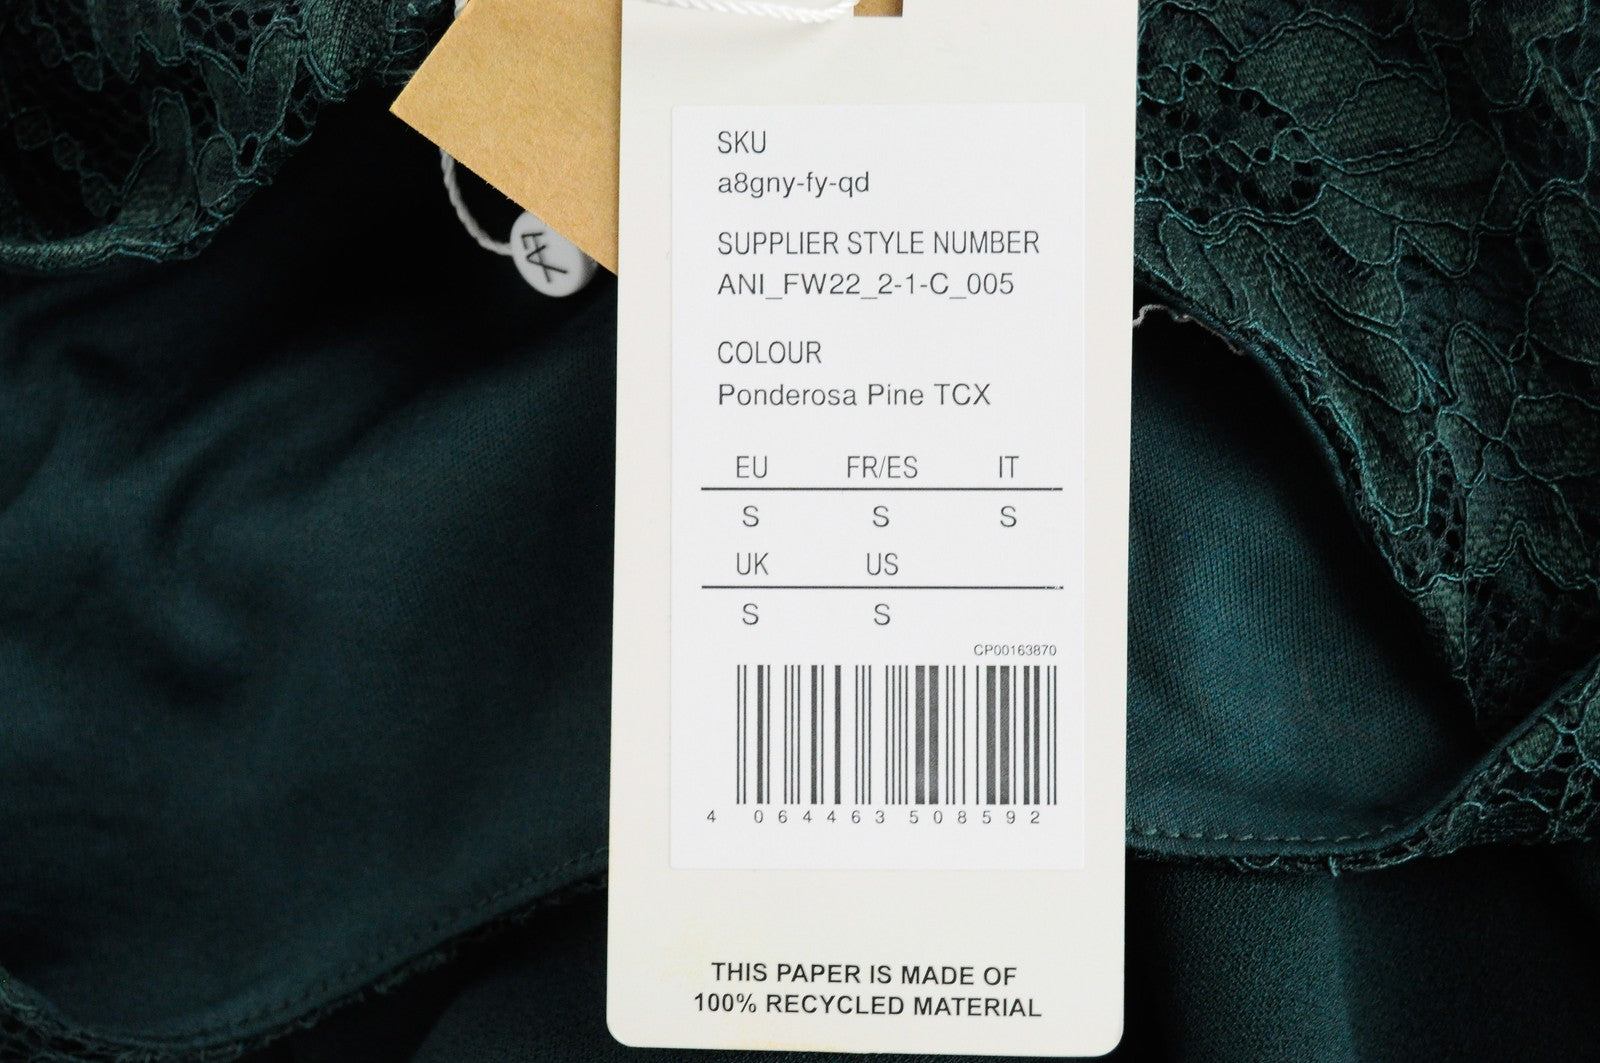 SKU
a8gny-fy-qd
SUPPLIER STYLE NUMBER
ANI_FW22_2-1-C_005
COLOUR
Ponderosa Pine TCX
EU FR/ES IT
S S S
UK US
S S
CP00163870
4 064463 508592
THIS PAPER IS MADE OF
100% RECYCLED MATERIAL